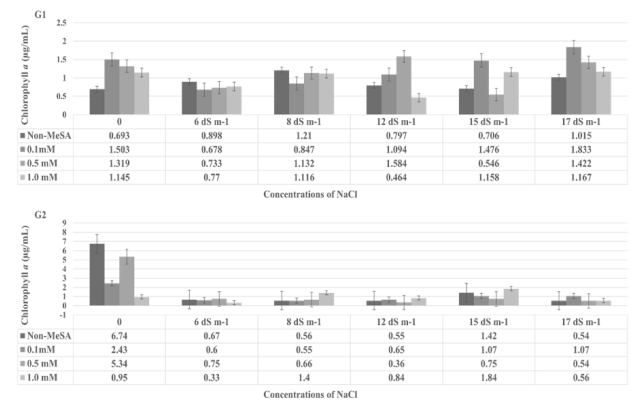 G1
Chlorophyll a (µg/mL)
2.5
2
1.5
1
0.5
0
0 6 dS m-1 8 dS m-1 12 dS m-1 15 dS m-1 17 dS m-1
Non-MeSA 0.693 0.898 1.21 0.797 0.706 1.015
0.1mM 1.503 0.678 0.847 1.094 1.476 1.833
0.5 mM 1.319 0.733 1.132 1.584 0.546 1.422
1.0 mM 1.145 0.77 1.116 0.464 1.158 1.167
Concentrations of NaCl
G2
Chlorophyll a (µg/mL)
9
8
7
6
5
4
3
2
1
0
-1
0 6 dS m-1 8 dS m-1 12 dS m-1 15 dS m-1 17 dS m-1
Non-MeSA 6.74 0.67 0.56 0.55 1.42 0.54
0.1mM 2.43 0.6 0.55 0.65 1.07 1.07
0.5 mM 5.34 0.75 0.66 0.36 0.75 0.54
1.0 mM 0.95 0.33 1.4 0.84 1.84 0.56
Concentrations of NaCl